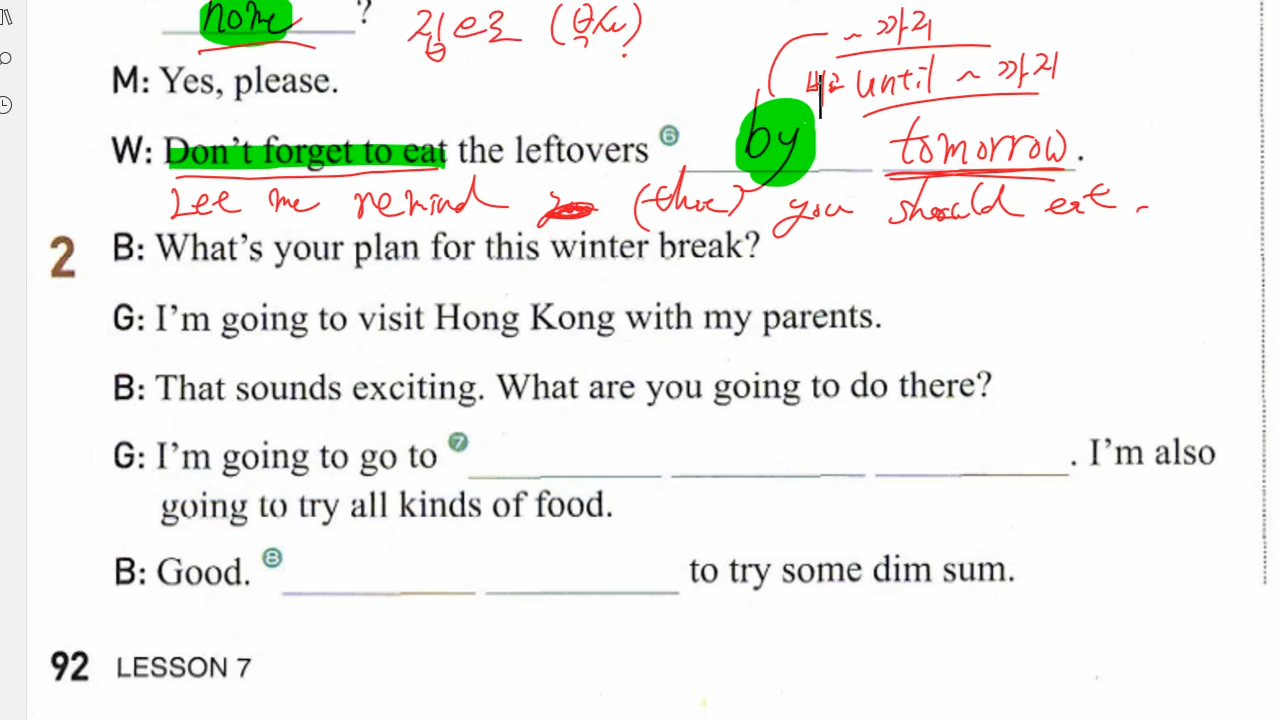 home ?
집으로 (부사)
~까지
M: Yes, please.
비교 until ~까지
W: Don't forget to eat the leftovers ⑥ by tomorrow.
Let me remind (that) you should eat.
2 B: What's your plan for this winter break?
G: I'm going to visit Hong Kong with my parents.
B: That sounds exciting. What are you going to do there?
G: I'm going to go to ⑦ . I'm also
going to try all kinds of food.
B: Good. ⑧ to try some dim sum.
92 LESSON 7